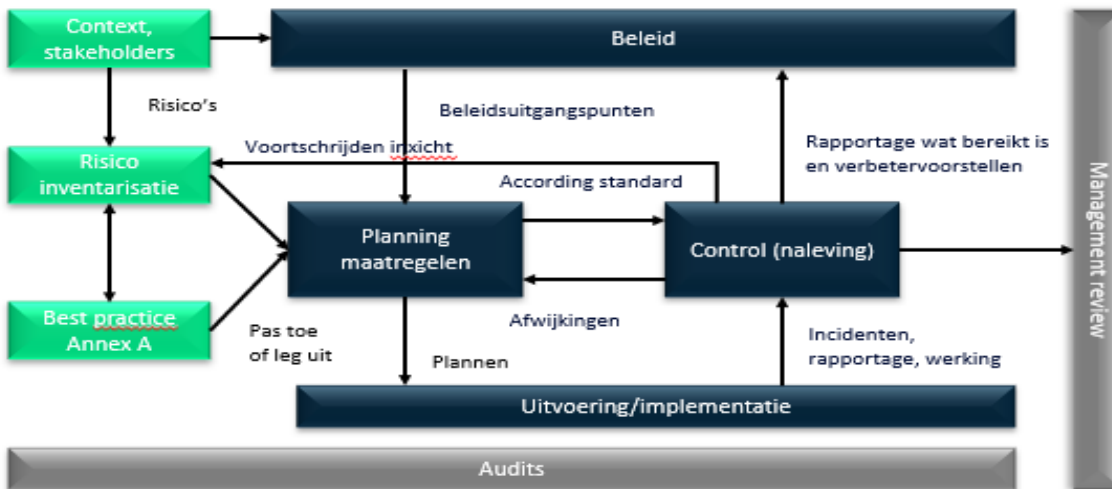 Context,
stakeholders
Beleid
Risico's
Beleidsuitgangspunten
Voortschrijden inxicht
Rapportage wat bereikt is
en verbetervoorstellen
Risico
inventarisatie
According standard
Planning
maatregelen
Control (naleving)
Management review
Best practice
Annex A
Pas toe
of leg uit
Afwijkingen
Plannen
Incidenten,
rapportage, werking
Uitvoering/implementatie
Audits